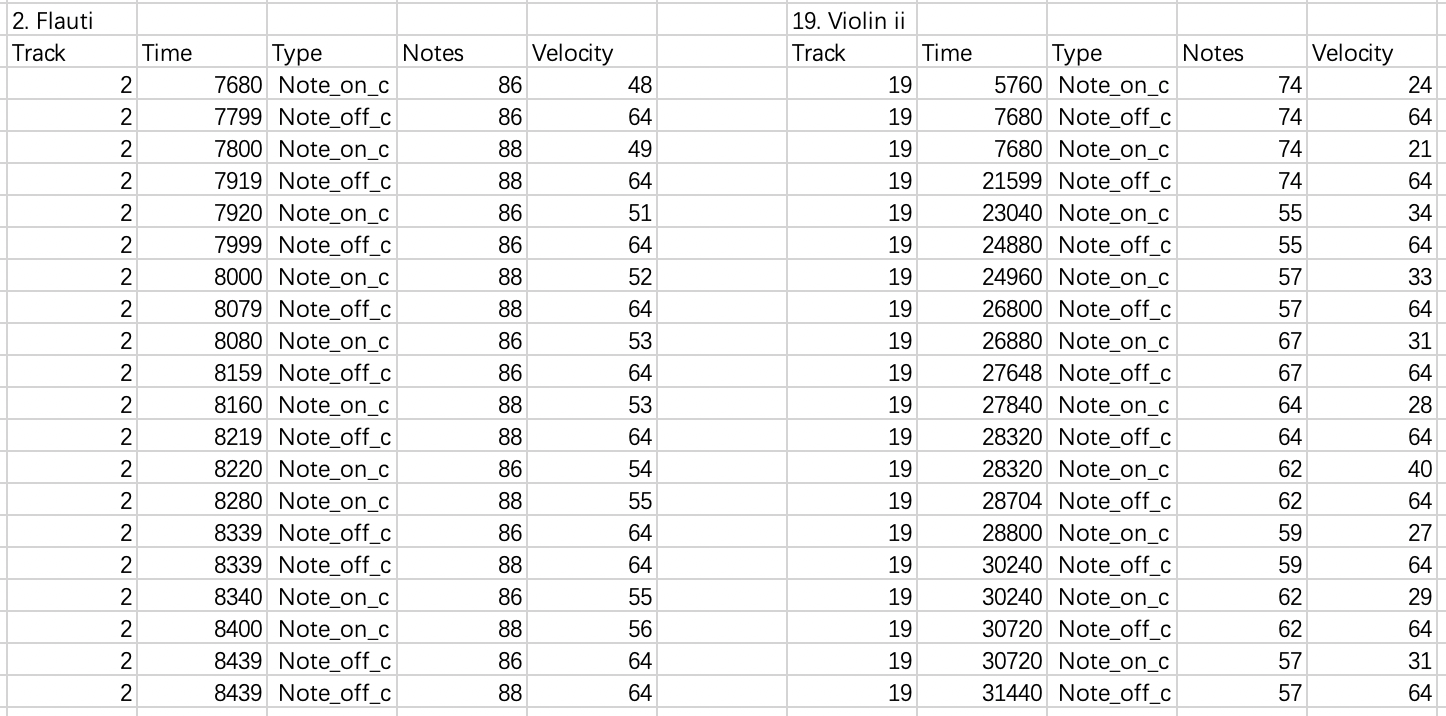 2. Flauti 19. Violin ii
Track Time Type Notes Velocity Track Time Type Notes Velocity
2 7680 Note_on_c 86 48 19 5760 Note_on_c 74 24
2 7799 Note_off_c 86 64 19 7680 Note_off_c 74 64
2 7800 Note_on_c 88 49 19 7680 Note_on_c 74 21
2 7919 Note_off_c 88 64 19 21599 Note_off_c 74 64
2 7920 Note_on_c 86 51 19 23040 Note_on_c 55 34
2 7999 Note_off_c 86 64 19 24880 Note_off_c 55 64
2 8000 Note_on_c 88 52 19 24960 Note_on_c 57 33
2 8079 Note_off_c 88 64 19 26800 Note_off_c 57 64
2 8080 Note_on_c 86 53 19 26880 Note_on_c 67 31
2 8159 Note_off_c 86 64 19 27648 Note_off_c 67 64
2 8160 Note_on_c 88 53 19 27840 Note_on_c 64 28
2 8219 Note_off_c 88 64 19 28320 Note_off_c 64 64
2 8220 Note_on_c 86 54 19 28320 Note_on_c 62 40
2 8280 Note_on_c 88 55 19 28704 Note_off_c 62 64
2 8339 Note_off_c 86 64 19 28800 Note_on_c 59 27
2 8339 Note_off_c 88 64 19 30240 Note_off_c 59 64
2 8340 Note_on_c 86 55 19 30240 Note_on_c 62 29
2 8400 Note_on_c 88 56 19 30720 Note_off_c 62 64
2 8439 Note_off_c 86 64 19 30720 Note_on_c 57 31
2 8439 Note_off_c 88 64 19 31440 Note_off_c 57 64